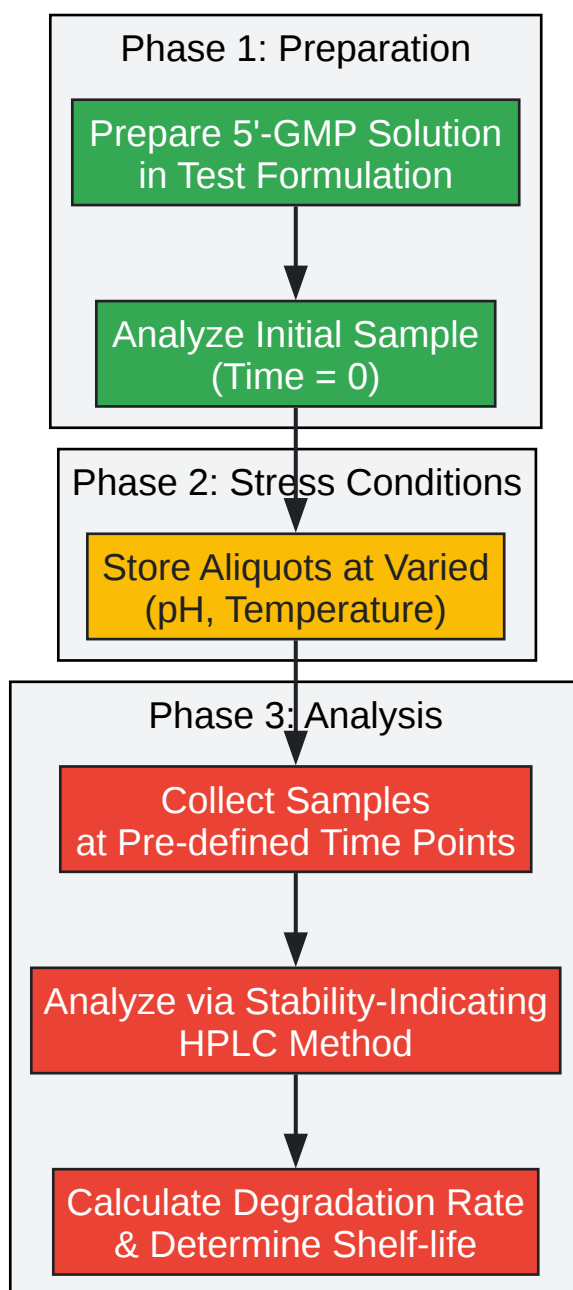 Phase 1: Preparation
Prepare 5'-GMP Solution
in Test Formulation
Analyze Initial Sample
(Time = 0)
Phase 2: Stress Conditions
Store Aliquots at Varied
(pH, Temperature)
Phase 3: Analysis
Collect Samples
at Pre-defined Time Points
Analyze via Stability-Indicating
HPLC Method
Calculate Degradation Rate
& Determine Shelf-life